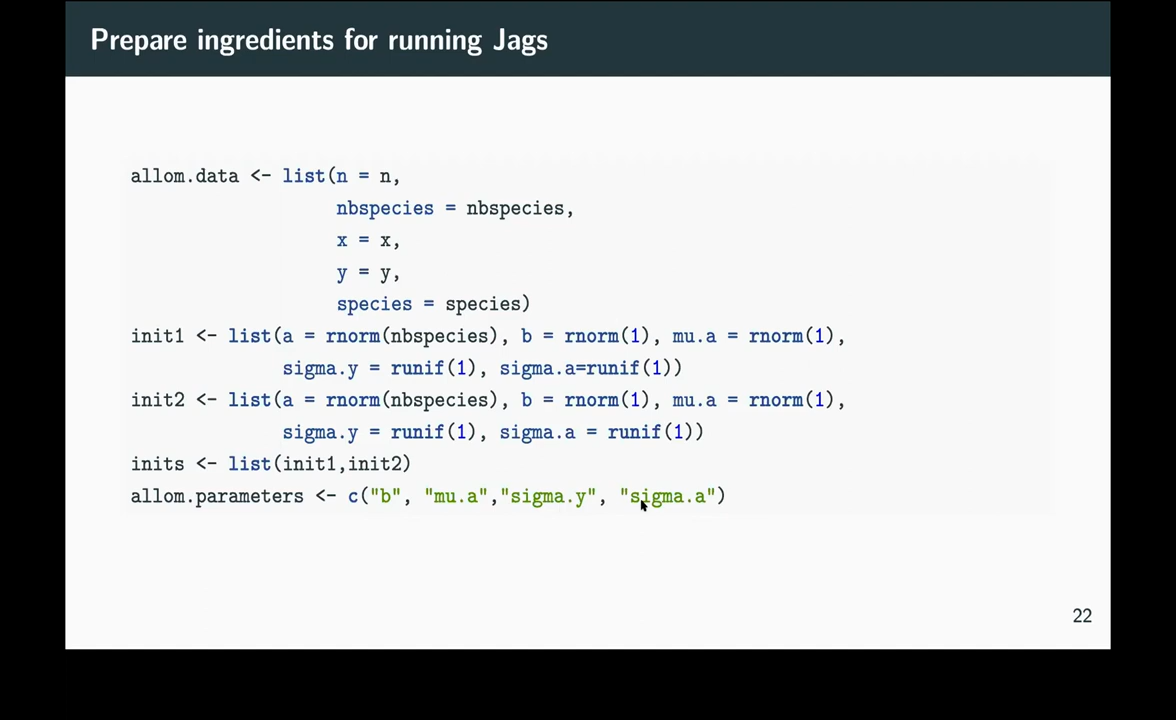 Prepare ingredients for running Jags
allom.data <- list(n = n,
nbspecies = nbspecies,
x = x,
y = y,
species = species)
init1 <- list(a = rnorm(nbspecies), b = rnorm(1), mu.a = rnorm(1),
sigma.y = runif(1), sigma.a=runif(1))
init2 <- list(a = rnorm(nbspecies), b = rnorm(1), mu.a = rnorm(1),
sigma.y = runif(1), sigma.a = runif(1))
inits <- list(init1,init2)
allom.parameters <- c("b", "mu.a","sigma.y", "sigma.a")
22